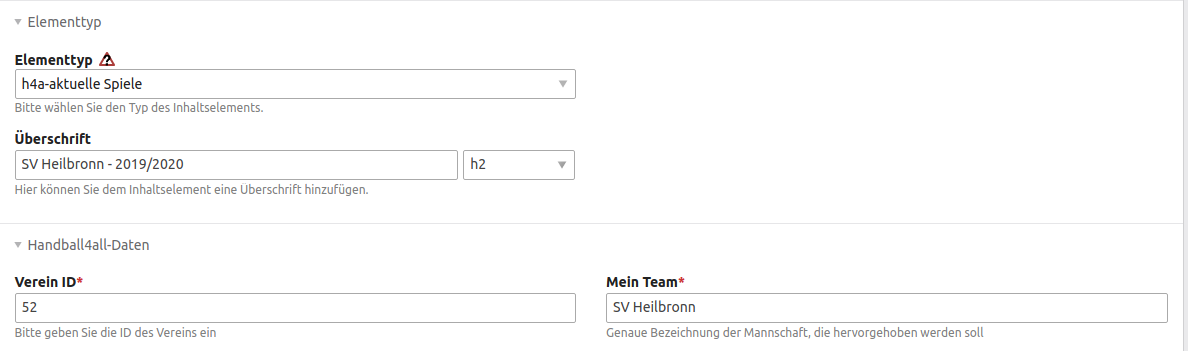 Elementtyp
Elementtyp
h4a-aktuelle Spiele
Bitte wählen Sie den Typ des Inhaltselements.
Überschrift
SV Heilbronn - 2019/2020 h2
Hier können Sie dem Inhaltselement eine Überschrift hinzufügen.
Handball4all-Daten
Verein ID* Mein Team*
52 SV Heilbronn
Bitte geben Sie die ID des Vereins ein Genaue Bezeichnung der Mannschaft, die hervorgehoben werden soll